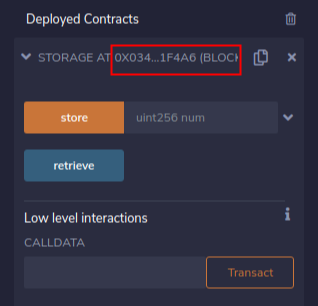 Deployed Contracts
STORAGE AT 0X034...1F4A6 (BLOCK
store
uint256 num
retrieve
Low level interactions
i
CALLDATA
Transact